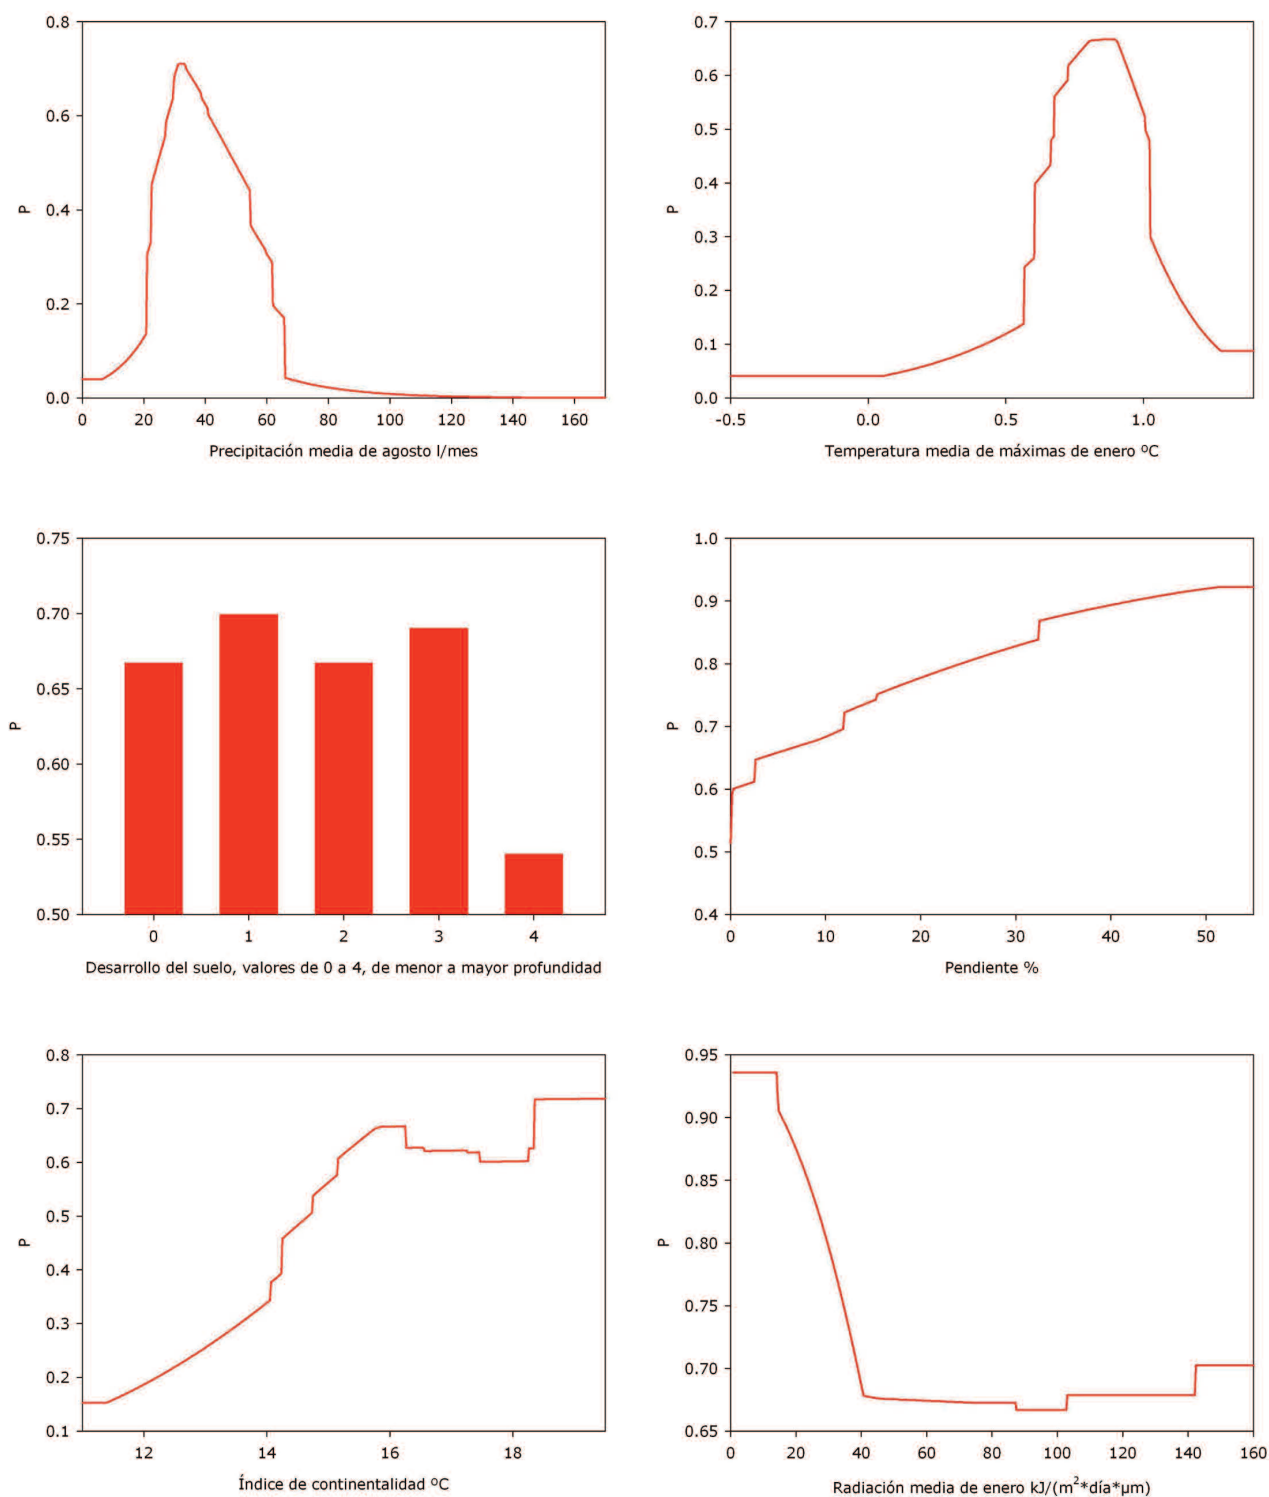 0.8
0.6
0.4
0.2
0.0
P
0 20 40 60 80 100 120 140 160
Precipitación media de agosto l/mes
0.7
0.6
0.5
0.4
0.3
0.2
0.1
0.0
P
-0.5 0.0 0.5 1.0
Temperatura media de máximas de enero ºC
0.75
0.70
0.65
0.60
0.55
0.50
P
0 1 2 3 4
Desarrollo del suelo, valores de 0 a 4, de menor a mayor profundidad
1.0
0.9
0.8
0.7
0.6
0.5
0.4
P
0 10 20 30 40 50
Pendiente %
0.8
0.7
0.6
0.5
0.4
0.3
0.2
0.1
P
12 14 16 18
Índice de continentalidad ºC
0.95
0.90
0.85
0.80
0.75
0.70
0.65
P
0 20 40 60 80 100 120 140 160
Radiación media de enero kJ/(m²*día*µm)